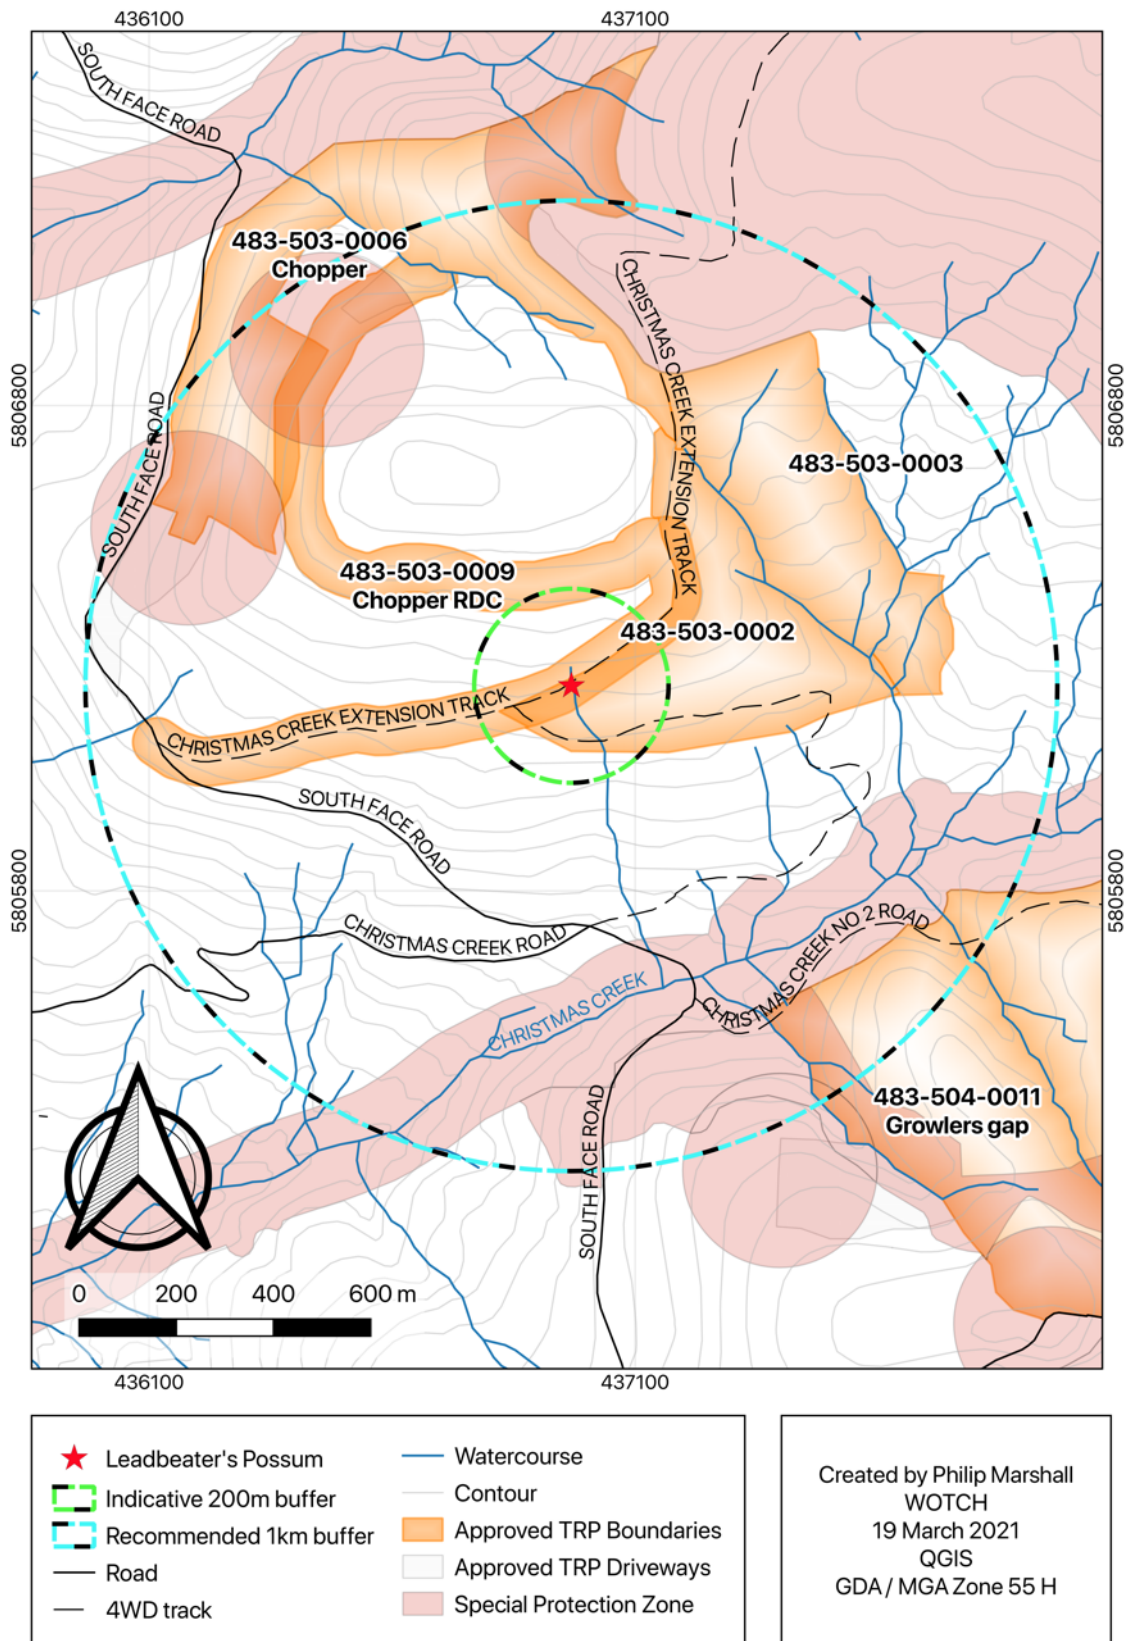 436100
437100
SOUTH FACE ROAD
483-503-0006
Chopper
CHRISTMAS CREEK EXTENSION TRACK
5806800
5806800
SOUTH FACE ROAD
483-503-0003
483-503-0009
Chopper RDC
483-503-0002
CHRISTMAS CREEK EXTENSION TRACK
SOUTH FACE ROAD
5805800
5805800
CHRISTMAS CREEK ROAD
CHRISTMAS CREEK NO 2 ROAD
CHRISTMAS CREEK
483-504-0011
Growlers gap
SOUTH FACE ROAD
0 200 400 600 m
436100
437100
Leadbeater's Possum
Indicative 200m buffer
Recommended 1km buffer
Road
4WD track
Watercourse
Contour
Approved TRP Boundaries
Approved TRP Driveways
Special Protection Zone
Created by Philip Marshall
WOTCH
19 March 2021
QGIS
GDA / MGA Zone 55 H